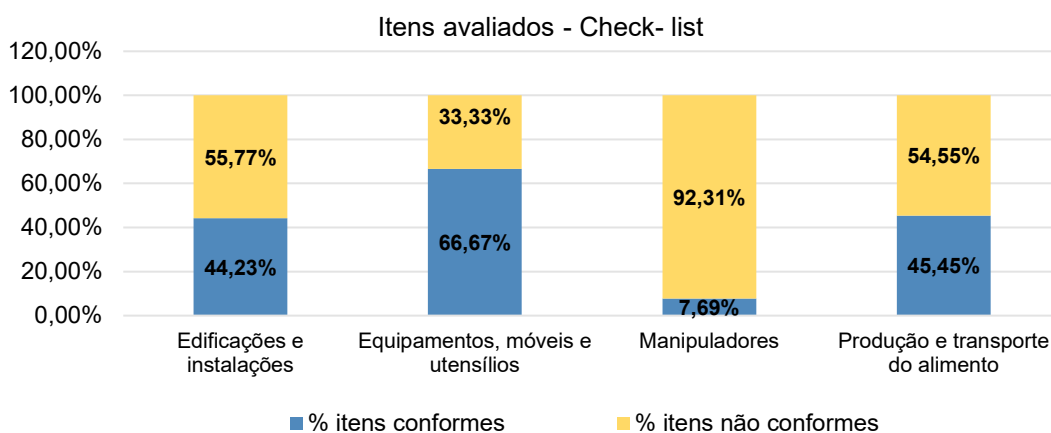 Itens avaliados - Check- list
120,00%
100,00%
80,00%
60,00%
40,00%
20,00%
0,00%
55,77%
44,23%
33,33%
66,67%
92,31%
7,69%
54,55%
45,45%
Edificações e
instalações
Equipamentos, móveis e
utensílios
Manipuladores
Produção e transporte
do alimento
% itens conformes
% itens não conformes